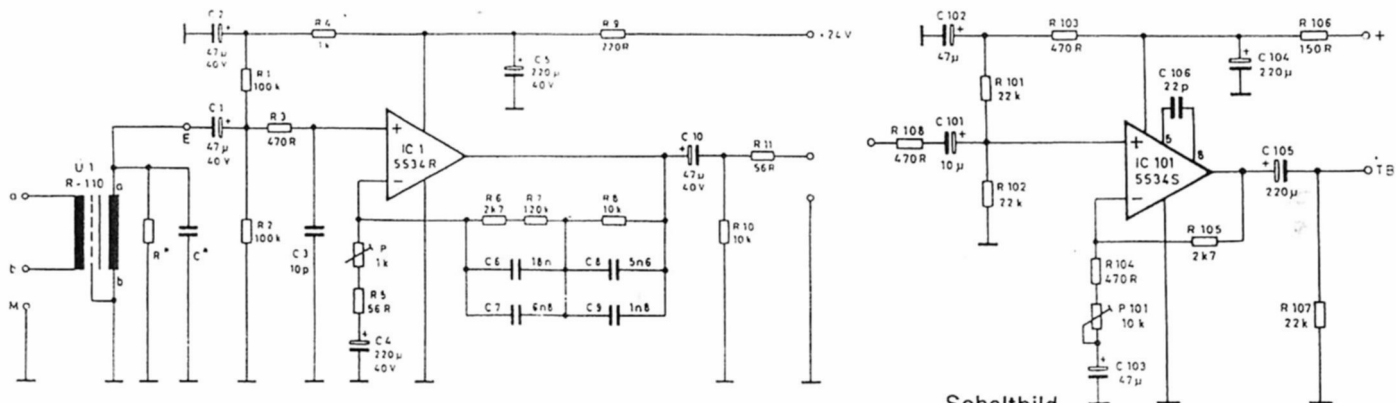 C 2
47µ
40V
R 4
1k
R 9
220R
+24V
C 5
220µ
40V
R 1
100k
C 1
E
47µ
40V
R 3
470R
IC 1
5534R
+
−
C 10
47µ
40V
R 11
56R
Ü 1
R-110
a
a
b
b
M
R*
C*
R 2
100k
C 3
10p
P
1k
R 5
56R
C 4
220µ
40V
R 6
2k7
R 7
120k
R 8
10k
C 6
18n
C 8
5n6
C 7
6n8
C 9
1n8
R 10
10k
C 102
47µ
R 103
470R
R 106
150R
+
C 104
220µ
R 101
22k
C 106
22p
5
8
R 108
470R
C 101
10µ
R 102
22k
+
−
IC 101
5534S
C 105
220µ
TB
R 105
2k7
R 104
470R
P 101
10k
C 103
47µ
R 107
22k
Schaltbild